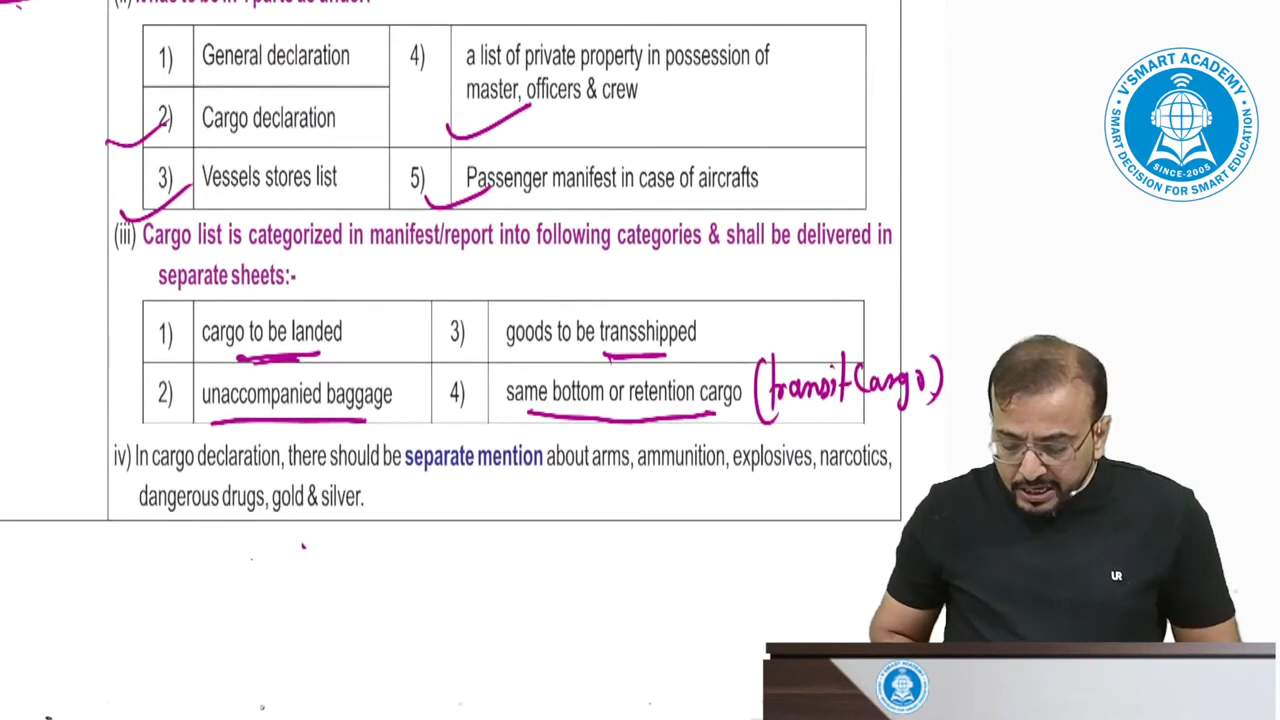 1) General declaration
2) Cargo declaration
3) Vessels stores list
4) a list of private property in possession of
master, officers & crew
5) Passenger manifest in case of aircrafts
(iii) Cargo list is categorized in manifest/report into following categories & shall be delivered in
separate sheets:-
1) cargo to be landed
3) goods to be transshipped
2) unaccompanied baggage
4) same bottom or retention cargo (transit Cargo)
iv) In cargo declaration, there should be separate mention about arms, ammunition, explosives, narcotics,
dangerous drugs, gold & silver.
V'SMART ACADEMY
SINCE-2005
SMART DECISION FOR SMART EDUCATION
UR